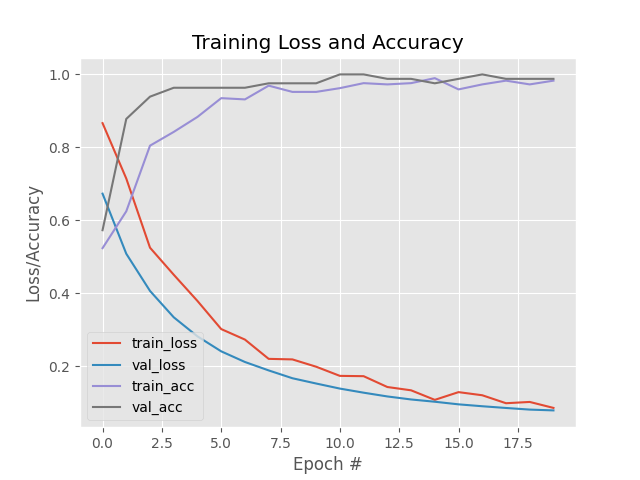 Training Loss and Accuracy
1.0
0.8
0.6
0.4
0.2
Loss/Accuracy
train_loss
val_loss
train_acc
val_acc
0.0 2.5 5.0 7.5 10.0 12.5 15.0 17.5
Epoch #